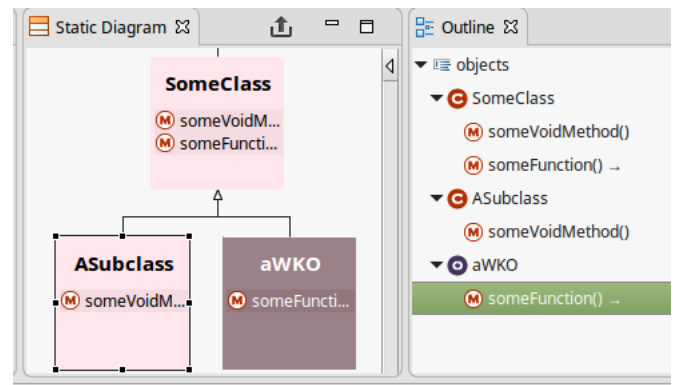 Static Diagram
SomeClass
M someVoidM...
M someFuncti...
ASubclass
M someVoidM...
aWKO
M someFuncti...
Outline
objects
C SomeClass
M someVoidMethod()
M someFunction() →
C ASubclass
M someVoidMethod()
O aWKO
M someFunction() →